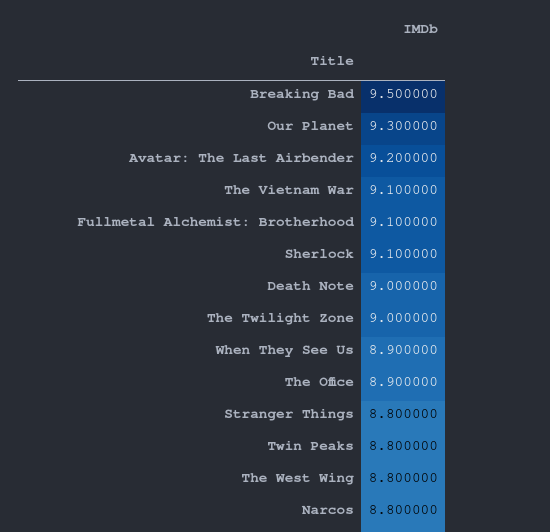 IMDb
Title
Breaking Bad 9.500000
Our Planet 9.300000
Avatar: The Last Airbender 9.200000
The Vietnam War 9.100000
Fullmetal Alchemist: Brotherhood 9.100000
Sherlock 9.100000
Death Note 9.000000
The Twilight Zone 9.000000
When They See Us 8.900000
The Office 8.900000
Stranger Things 8.800000
Twin Peaks 8.800000
The West Wing 8.800000
Narcos 8.800000